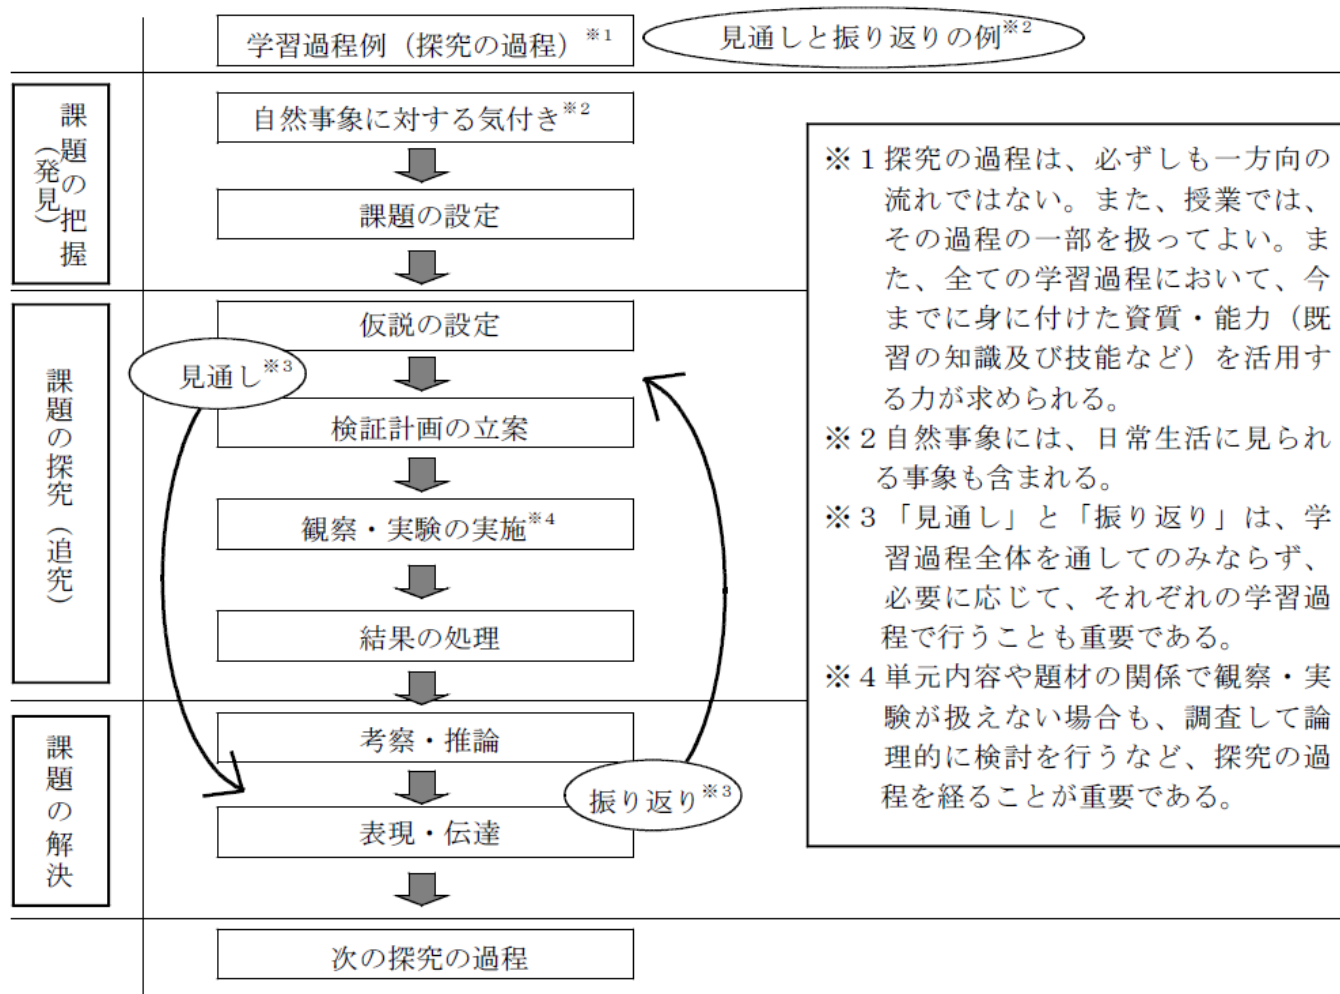 学習過程例（探究の過程）※1
見通しと振り返りの例※2
課題の把握
（発見）
自然事象に対する気付き※2
課題の設定
課題の探究（追究）
仮説の設定
見通し※3
検証計画の立案
観察・実験の実施※4
結果の処理
課題の解決
考察・推論
振り返り※3
表現・伝達
次の探究の過程
※１探究の過程は、必ずしも一方向の
流れではない。また、授業では、
その過程の一部を扱ってよい。ま
た、全ての学習過程において、今
までに身に付けた資質・能力（既
習の知識及び技能など）を活用す
る力が求められる。
※２自然事象には、日常生活に見られ
る事象も含まれる。
※３「見通し」と「振り返り」は、学
習過程全体を通してのみならず、
必要に応じて、それぞれの学習過
程で行うことも重要である。
※４単元内容や題材の関係で観察・実
験が扱えない場合も、調査して論
理的に検討を行うなど、探究の過
程を経ることが重要である。